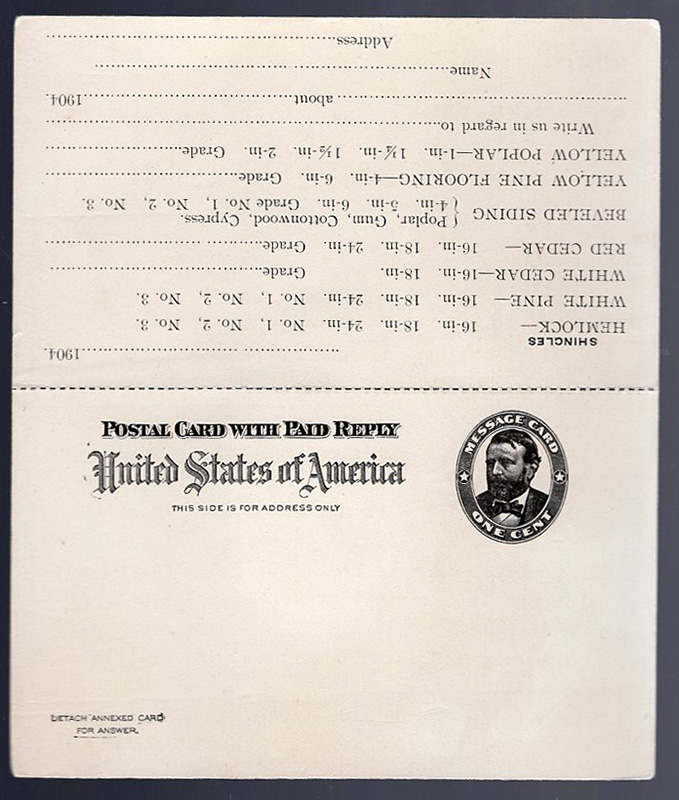 ........................................1904.
SHINGLES
HEMLOCK— 16-in. 18-in. 24-in. No. 1, No. 2, No. 3.
WHITE PINE— 16-in. 18-in. 24-in. No. 1, No. 2, No. 3.
WHITE CEDAR—16-in. 18-in. Grade........................................
RED CEDAR— 16-in. 18-in. 24-in. Grade........................................
BEVELED SIDING { Poplar, Gum, Cottonwood, Cypress.
4-in. 5-in. 6-in. Grade No. 1, No. 2, No. 3.
YELLOW PINE FLOORING—4-in. 6-in. Grade........................................
YELLOW POPLAR—1-in. 1¼-in. 1½-in. 2-in. Grade........................................
Write us in regard to........................................
........................................about........................................1904.
Name........................................
Address........................................
POSTAL CARD WITH PAID REPLY
United States of America
THIS SIDE IS FOR ADDRESS ONLY
MESSAGE CARD
ONE CENT
DETACH ANNEXED CARD
FOR ANSWER.